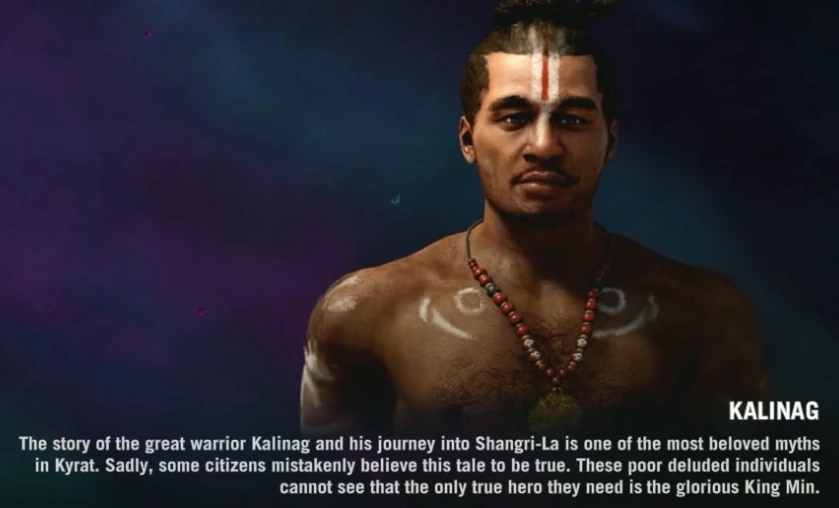 KALINAG
The story of the great warrior Kalinag and his journey into Shangri-La is one of the most beloved myths
in Kyrat. Sadly, some citizens mistakenly believe this tale to be true. These poor deluded individuals
cannot see that the only true hero they need is the glorious King Min.